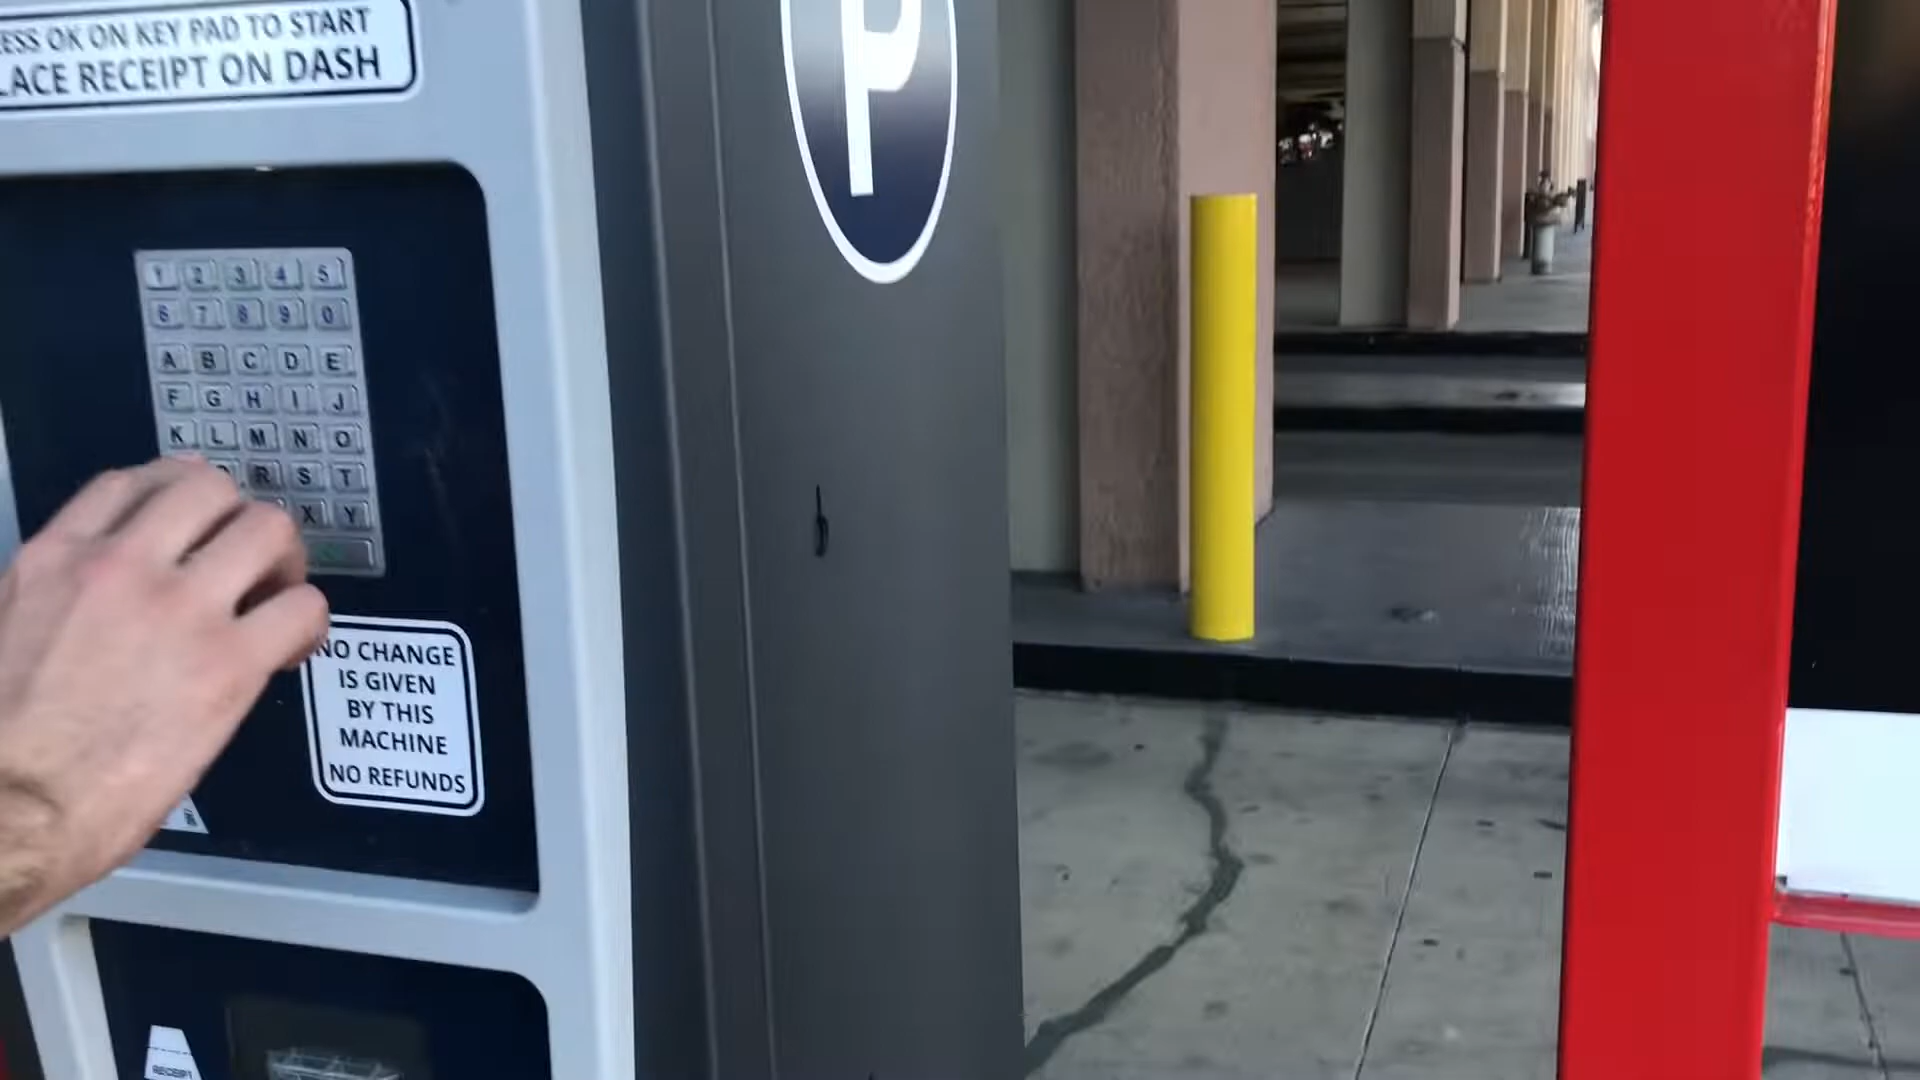 ESS OK ON KEY PAD TO START
LACE RECEIPT ON DASH
P
1 2 3 4 5
6 7 8 9 0
A B C D E
F G H I J
K L M N O
R S T
X Y
NO CHANGE
IS GIVEN
BY THIS
MACHINE
NO REFUNDS
RECEIPT